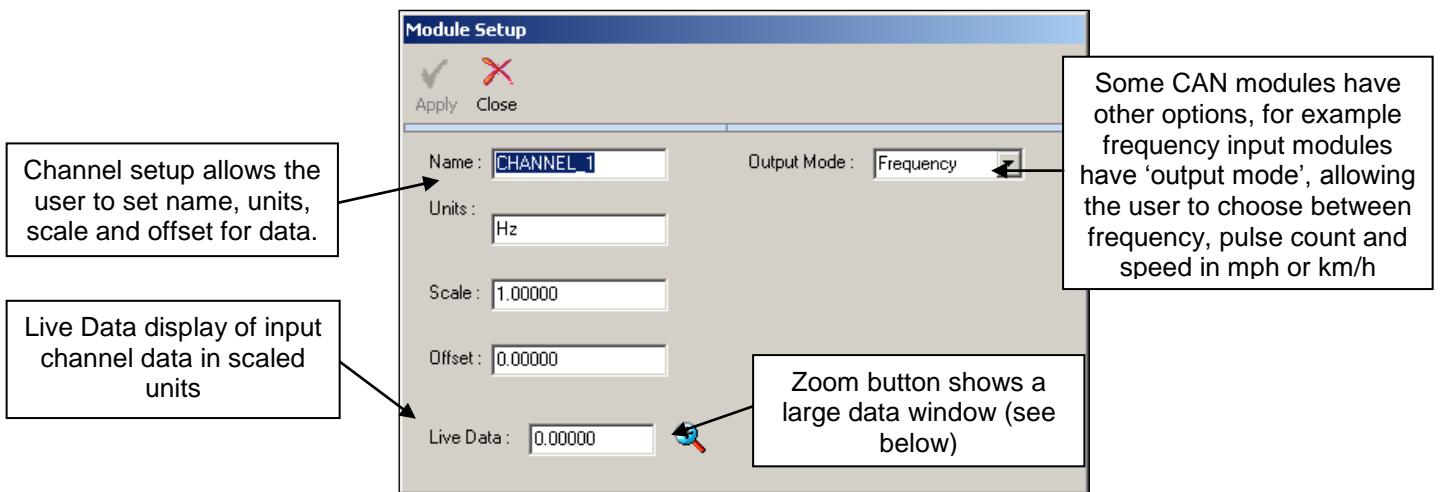 Module Setup
Apply Close
Name : CHANNEL_1
Output Mode : Frequency
Units :
Hz
Scale : 1.00000
Offset : 0.00000
Live Data : 0.00000
Channel setup allows the
user to set name, units,
scale and offset for data.
Live Data display of input
channel data in scaled
units
Some CAN modules have
other options, for example
frequency input modules
have ‘output mode’, allowing
the user to choose between
frequency, pulse count and
speed in mph or km/h
Zoom button shows a
large data window (see
below)